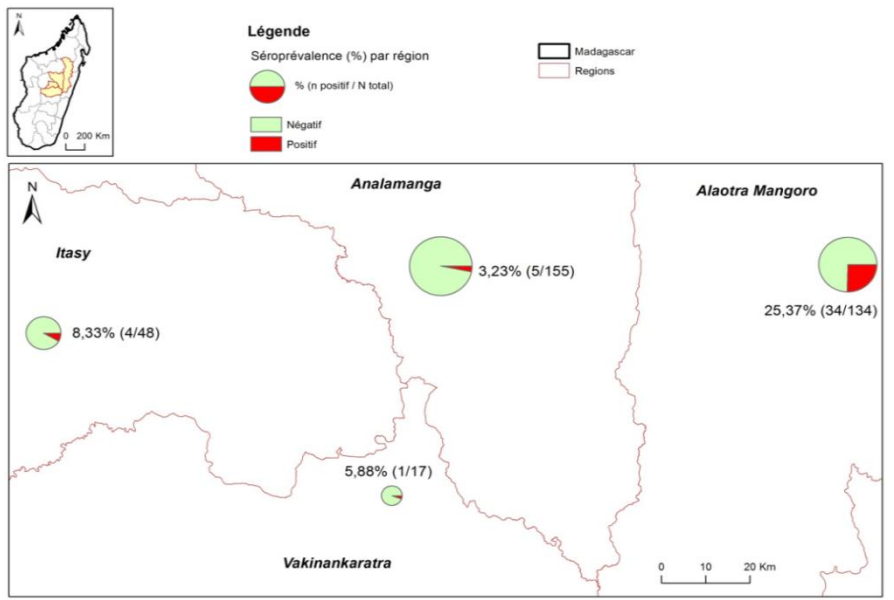 N
0 200 Km
Légende
Séroprévalence (%) par région
% (n positif / N total)
Négatif
Positif
Madagascar
Regions
N
Analamanga
Alaotra Mangoro
Itasy
3,23% (5/155)
25,37% (34/134)
8,33% (4/48)
5,88% (1/17)
Vakinankaratra
0 10 20 Km